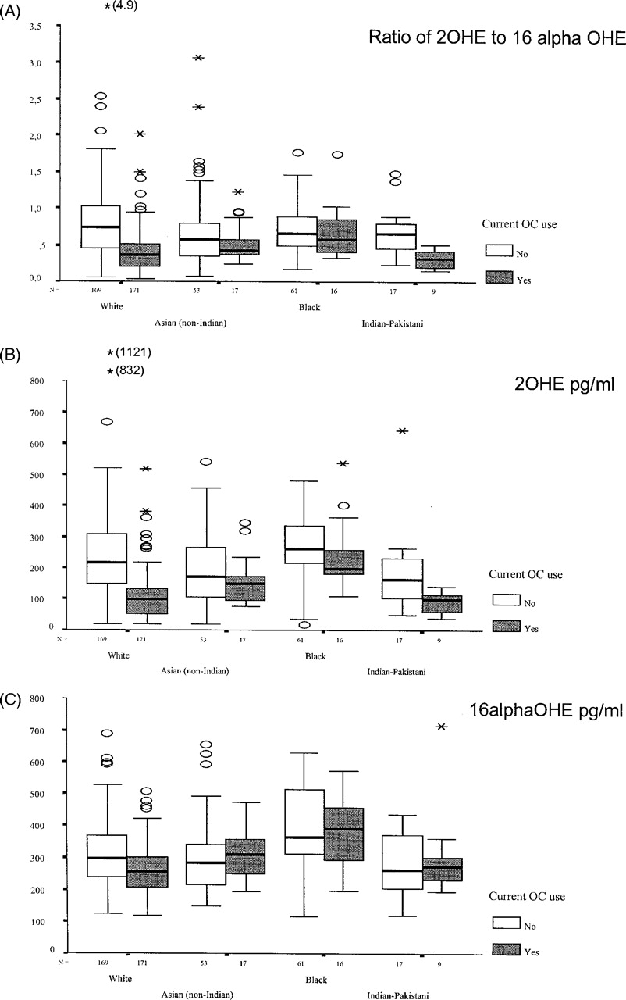 (A)
*(4.9)
Ratio of 2OHE to 16 alpha OHE
3,5
3,0
2,5
2,0
1,5
1,0
,5
0,0
Current OC use
No
Yes
N = 169 171 53 17 61 16 17 9
White Black
Asian (non-Indian) Indian-Pakistani
(B)
*(1121)
*(832)
2OHE pg/ml
800
700
600
500
400
300
200
100
0
Current OC use
No
Yes
N = 169 171 53 17 61 16 17 9
White Black
Asian (non-Indian) Indian-Pakistani
(C)
16alphaOHE pg/ml
800
700
600
500
400
300
200
100
0
Current OC use
No
Yes
N = 169 171 53 17 61 16 17 9
White Black
Asian (non-Indian) Indian-Pakistani